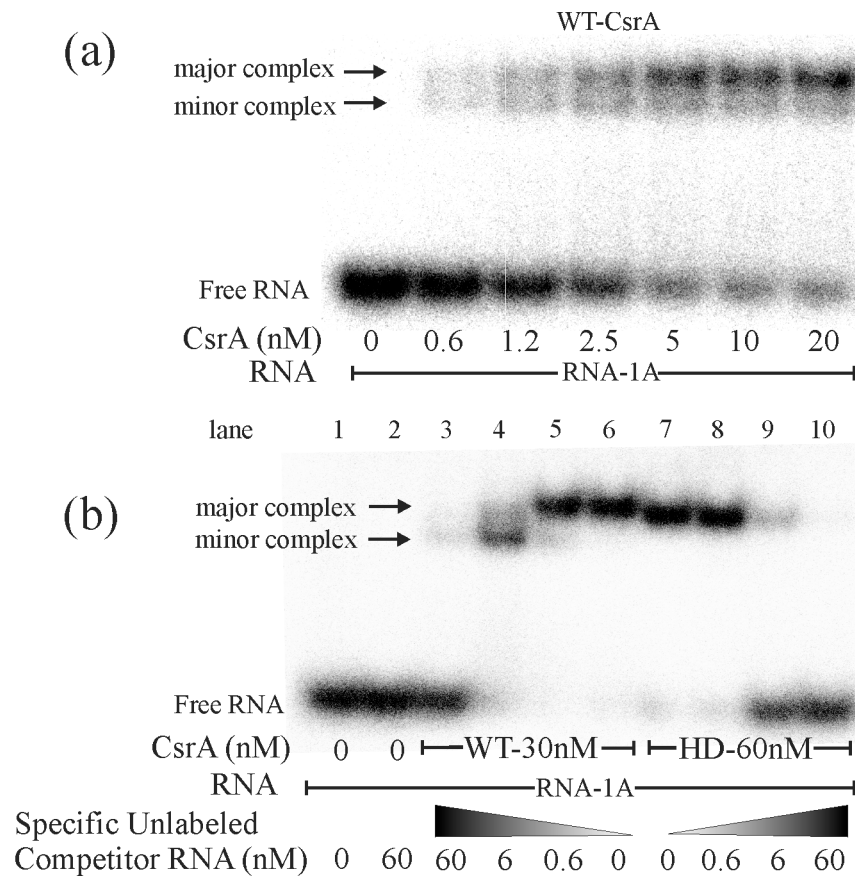 WT-CsrA
(a)
major complex
minor complex
Free RNA
CsrA (nM) 0 0.6 1.2 2.5 5 10 20
RNA RNA-1A
lane 1 2 3 4 5 6 7 8 9 10
(b)
major complex
minor complex
Free RNA
CsrA (nM) 0 0 WT-30nM HD-60nM
RNA RNA-1A
Specific Unlabeled
Competitor RNA (nM) 0 60 60 6 0.6 0 0 0.6 6 60